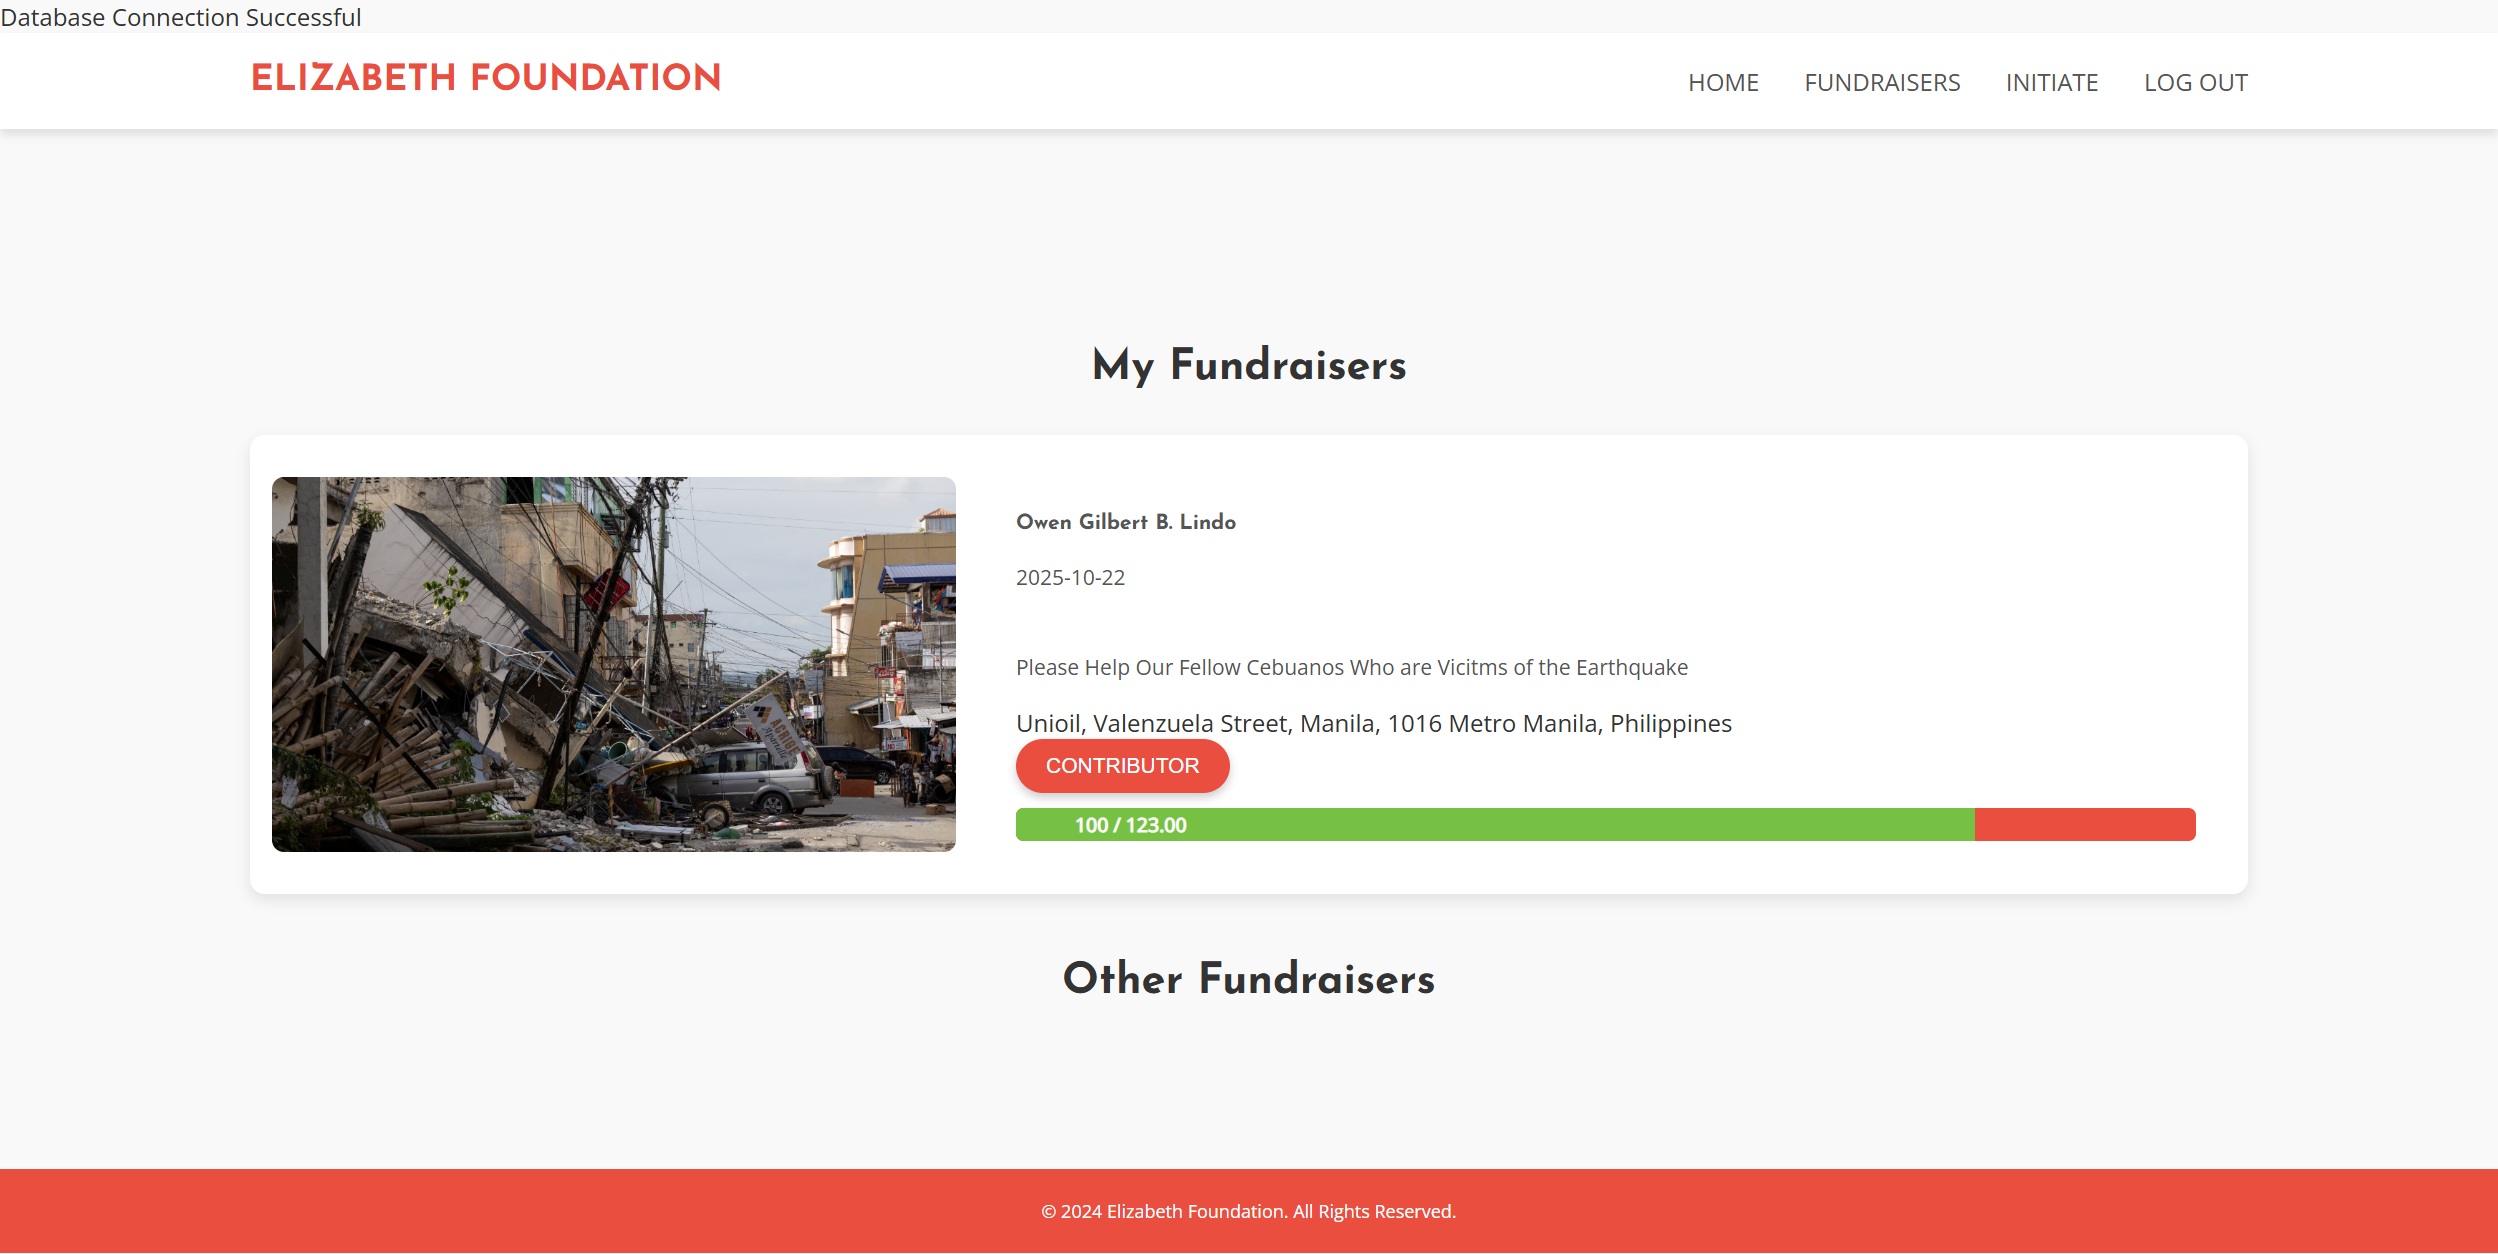 Database Connection Successful
ELIZABETH FOUNDATION
HOME FUNDRAISERS INITIATE LOG OUT
My Fundraisers
Owen Gilbert B. Lindo
2025-10-22
Please Help Our Fellow Cebuanos Who are Vicitms of the Earthquake
Unioil, Valenzuela Street, Manila, 1016 Metro Manila, Philippines
CONTRIBUTOR
100 / 123.00
Other Fundraisers
© 2024 Elizabeth Foundation. All Rights Reserved.